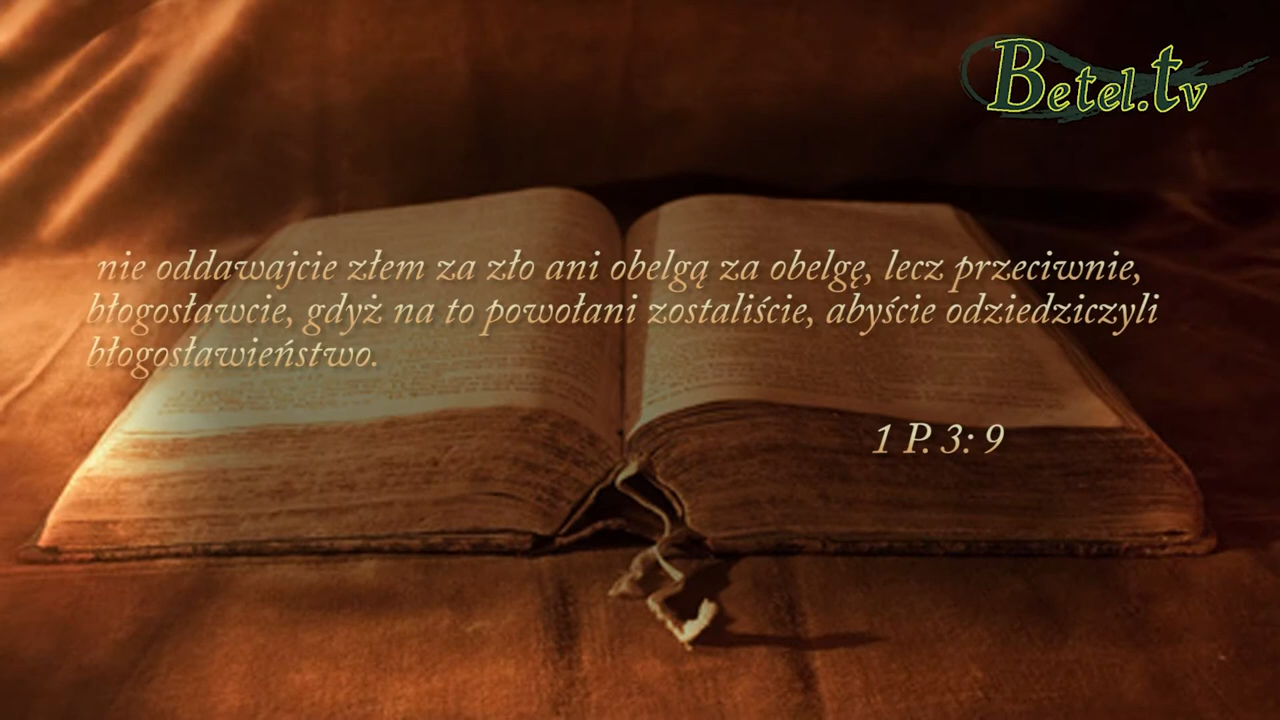 Betel.tv
nie oddawajcie złem za zło ani obelgą za obelgę, lecz przeciwnie,
błogosławcie, gdyż na to powołani zostaliście, abyście odziedziczyli
błogosławieństwo.
1 P. 3: 9